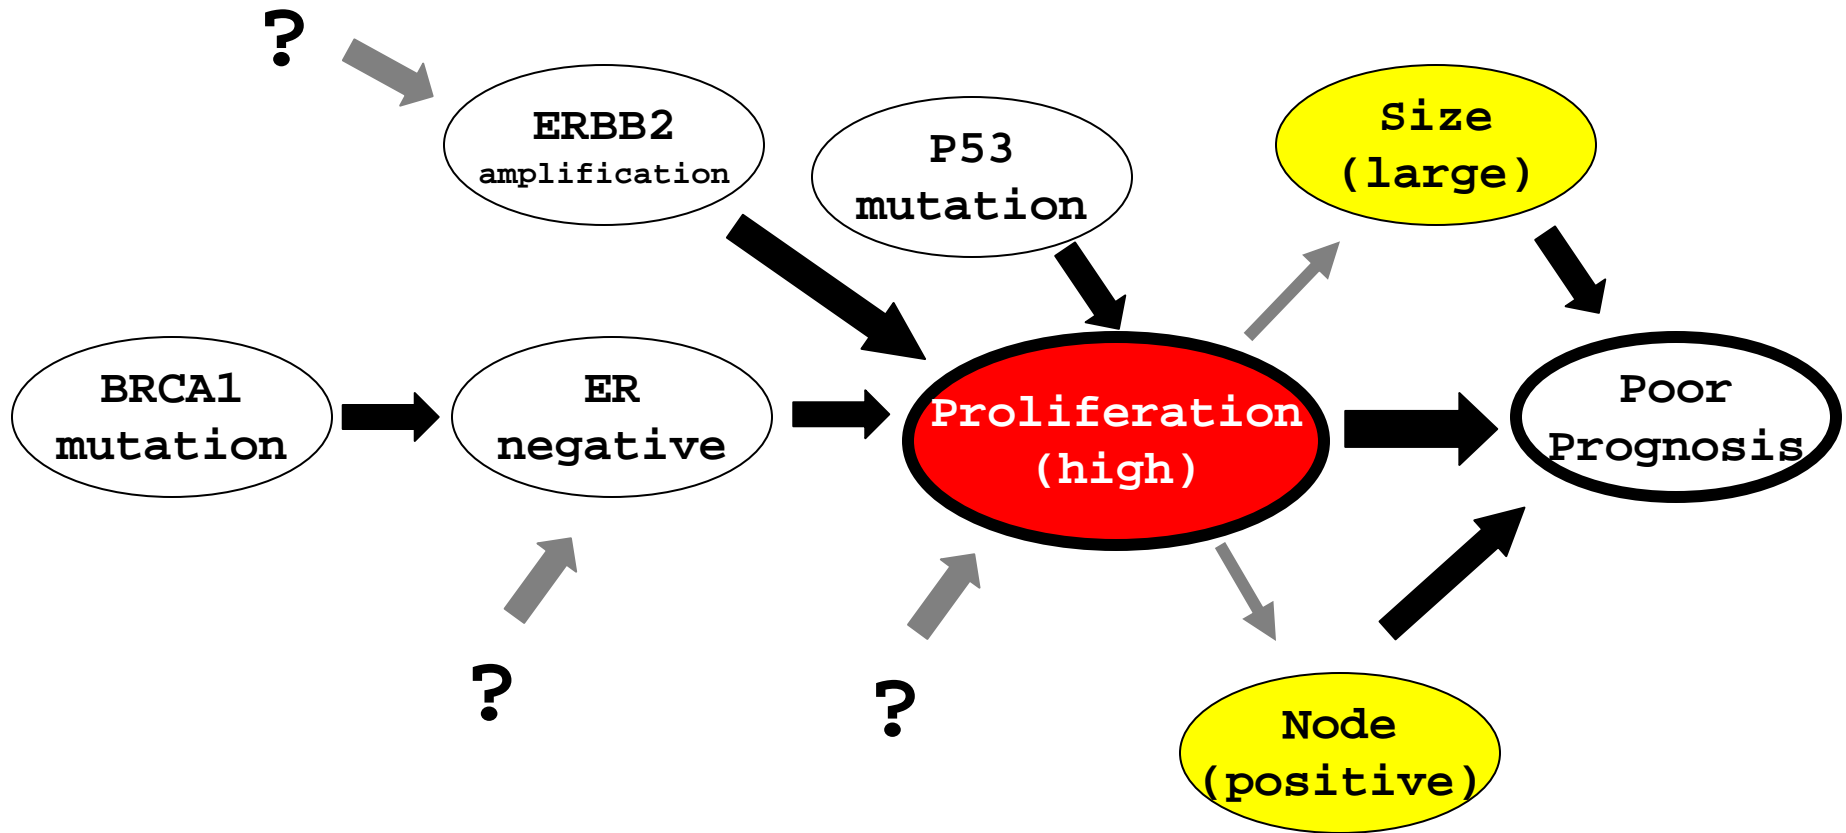 ?
ERBB2
amplification
P53
mutation
Size
(large)
BRCA1
mutation
ER
negative
Proliferation
(high)
Poor
Prognosis
?
?
Node
(positive)